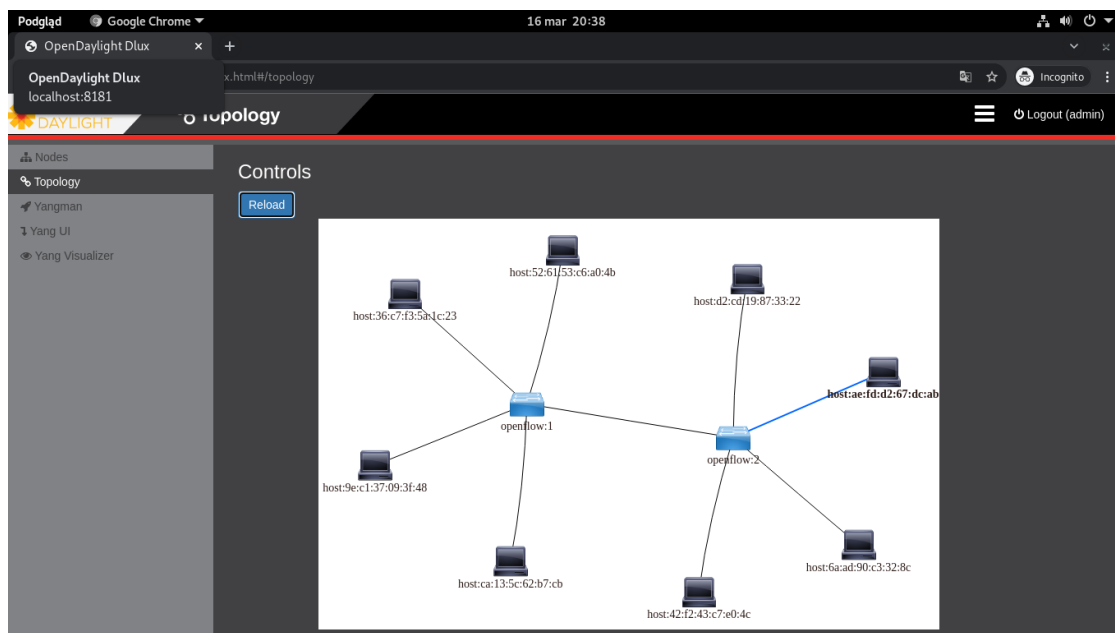 Podgląd Google Chrome 16 mar 20:38
OpenDaylight Dlux × +
OpenDaylight Dlux
localhost:8181
x.html#/topology Incognito
DAYLIGHT Topology Logout (admin)
Nodes
Topology
Yangman
Yang UI
Yang Visualizer
Controls
Reload
host:52:61:53:c6:a0:4b
host:d2:cd:19:87:33:22
host:36:c7:f3:5a:1c:23
host:ae:fd:d2:67:dc:ab
openflow:1
openflow:2
host:9e:c1:37:09:3f:48
host:6a:ad:90:c3:32:8c
host:ca:13:5c:62:b7:cb
host:42:f2:43:c7:e0:4c